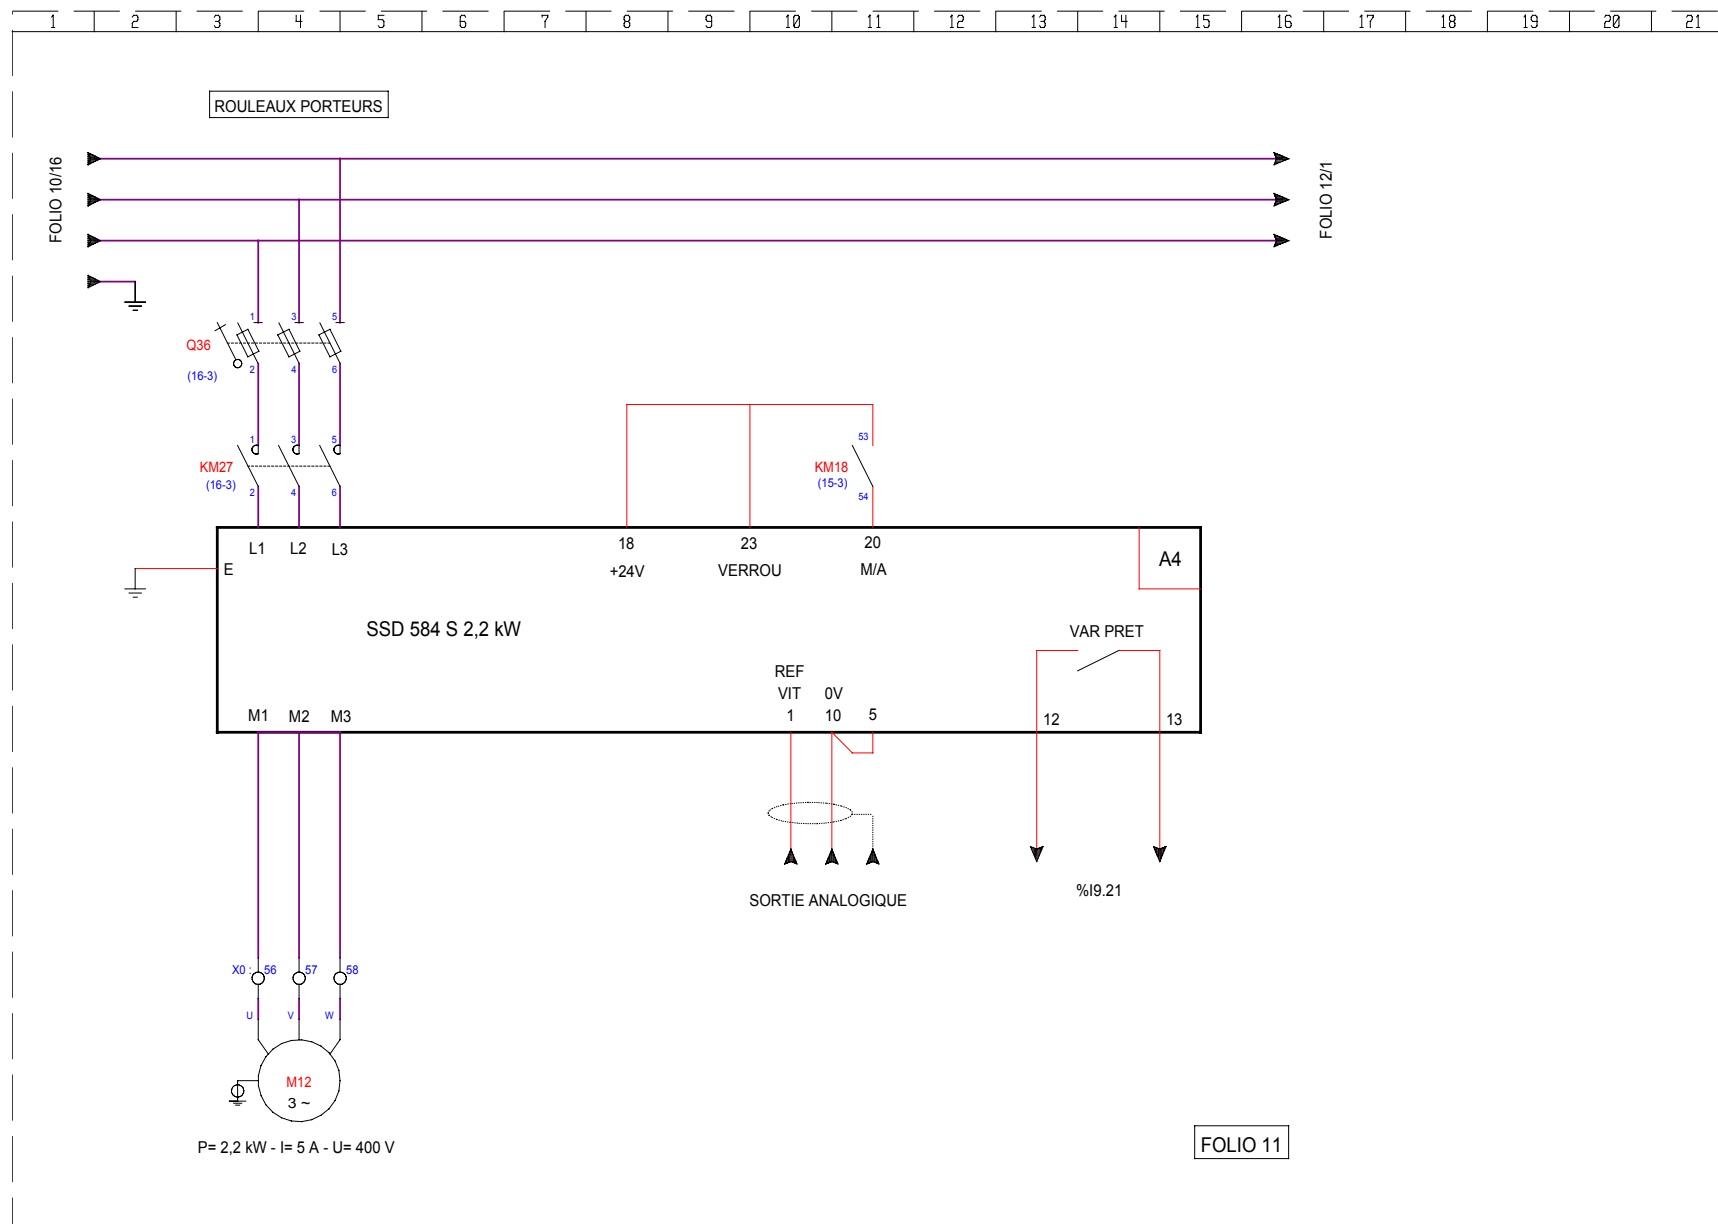 1 2 3 4 5 6 7 8 9 10 11 12 13 14 15 16 17 18 19 20 21
ROULEAUX PORTEURS
FOLIO 10/16
FOLIO 12/1
1 3 5
Q36
(16-3)
2 4 6
1 3 5
KM27
(16-3)
2 4 6
53
KM18
(15-3)
54
L1 L2 L3
18 23 20
A4
E
+24V VERROU M/A
SSD 584 S 2,2 kW
VAR PRET
REF
VIT 0V
M1 M2 M3
1 10 5
12 13
%I9.21
SORTIE ANALOGIQUE
X0 : 56 57 58
U V W
M12
3 ~
P= 2,2 kW - I= 5 A - U= 400 V
FOLIO 11